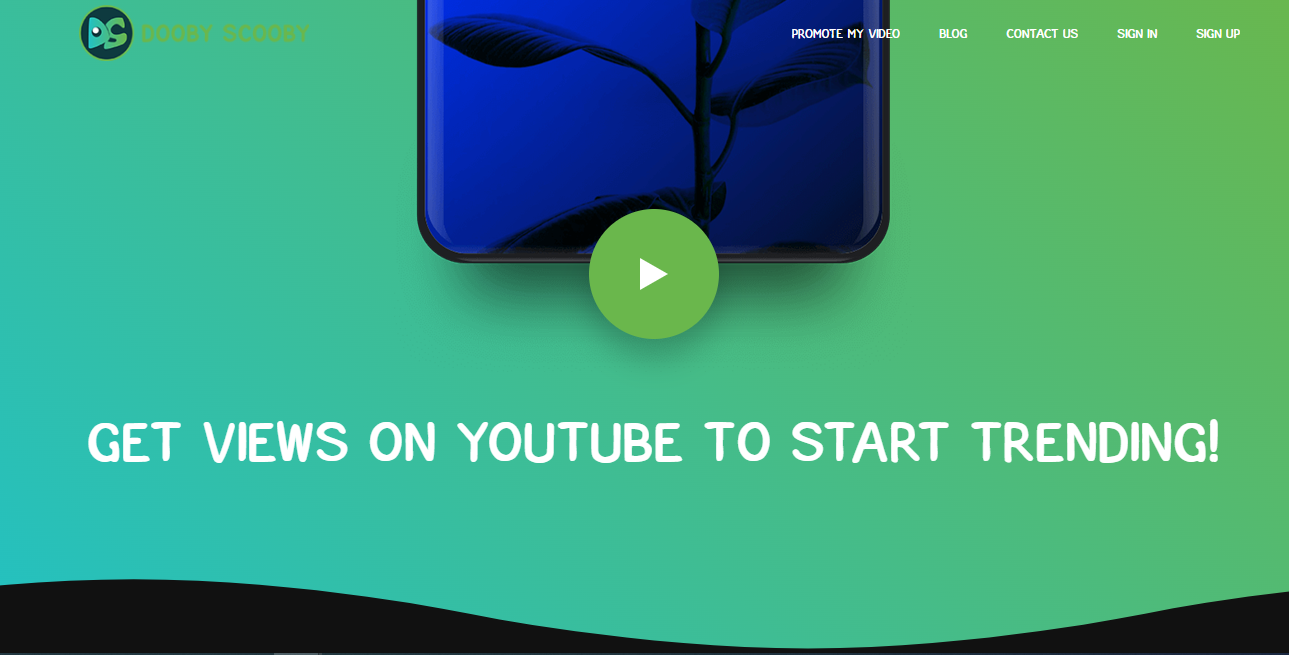 DS DOOBY SCOOBY
PROMOTE MY VIDEO BLOG CONTACT US SIGN IN SIGN UP
GET VIEWS ON YOUTUBE TO START TRENDING!